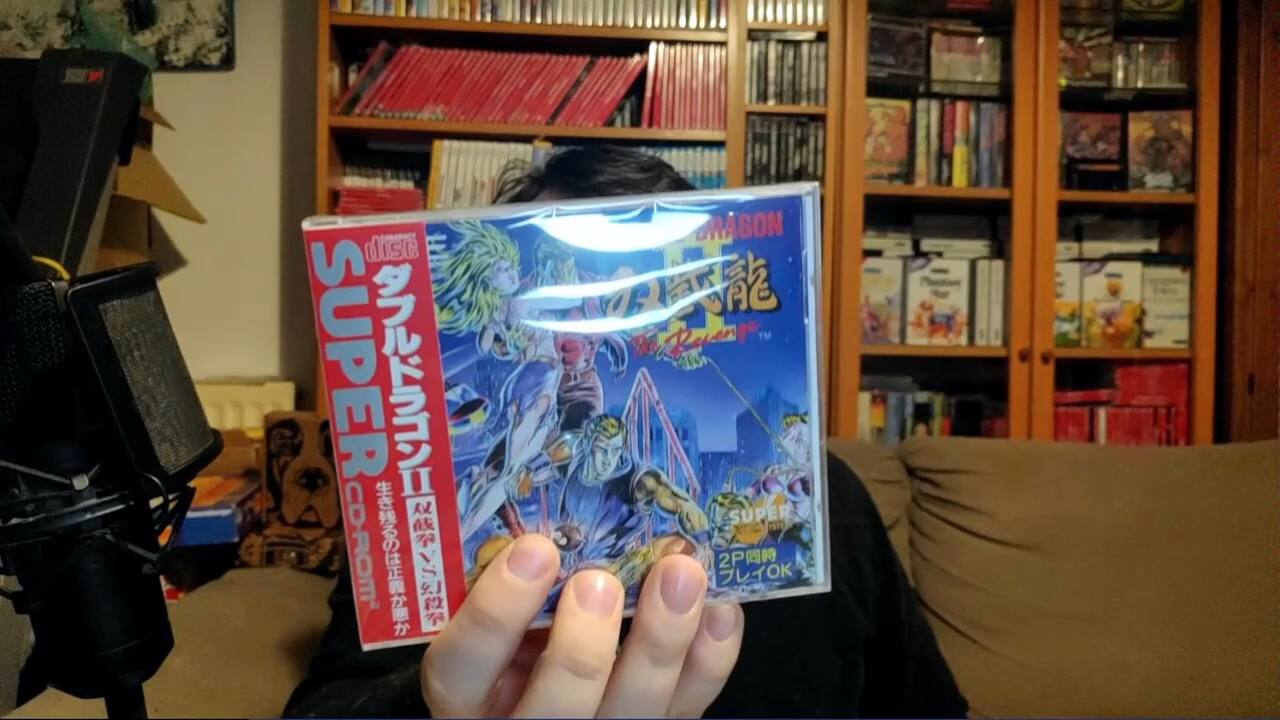 COMPACT
disc
SUPER CD-ROM²
ダブルドラゴンII
双截拳VS幻殺拳
生き残るのは正義か悪か
DRAGON
II
双截龍
The Revenge
TM
SUPER
2P同時
プレイOK